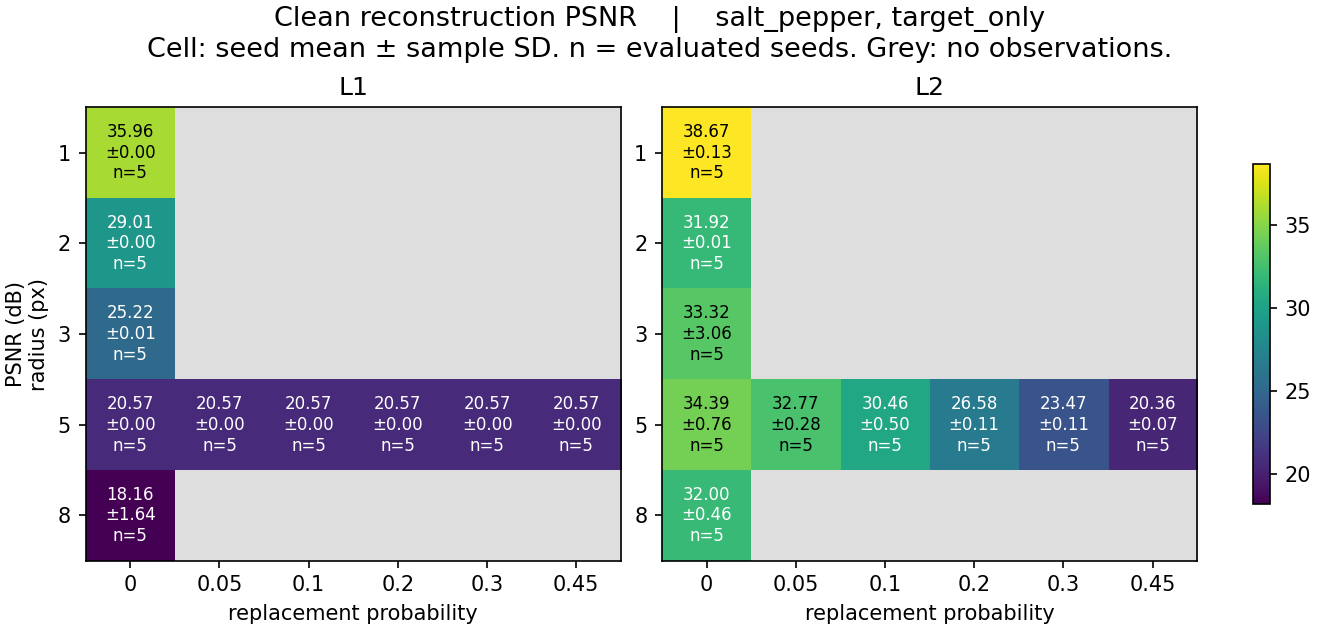 Clean reconstruction PSNR | salt_pepper, target_only
Cell: seed mean ± sample SD. n = evaluated seeds. Grey: no observations.
L1
L2
PSNR (dB)
radius (px)
1
35.96
±0.00
n=5
2
29.01
±0.00
n=5
3
25.22
±0.01
n=5
5
20.57
±0.00
n=5
20.57
±0.00
n=5
20.57
±0.00
n=5
20.57
±0.00
n=5
20.57
±0.00
n=5
20.57
±0.00
n=5
8
18.16
±1.64
n=5
0 0.05 0.1 0.2 0.3 0.45
replacement probability
1
38.67
±0.13
n=5
2
31.92
±0.01
n=5
3
33.32
±3.06
n=5
5
34.39
±0.76
n=5
32.77
±0.28
n=5
30.46
±0.50
n=5
26.58
±0.11
n=5
23.47
±0.11
n=5
20.36
±0.07
n=5
8
32.00
±0.46
n=5
0 0.05 0.1 0.2 0.3 0.45
replacement probability
35
30
25
20